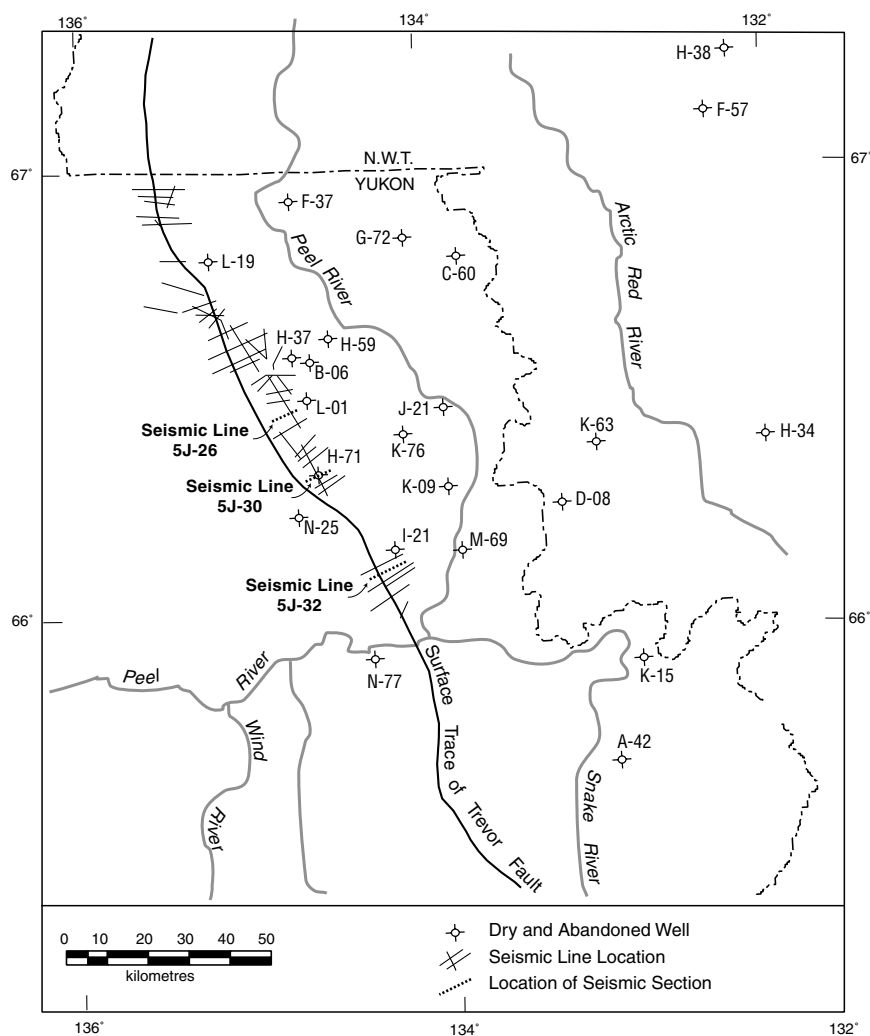 136° 134° 132°
H-38
F-57
67° 67°
N.W.T.
YUKON
F-37
G-72
C-60
L-19
Peel River
Arctic Red River
H-37
H-59
B-06
L-01
J-21
K-76
K-63
H-34
Seismic Line
5J-26
H-71
K-09
Seismic Line
5J-30
D-08
N-25
I-21
M-69
Seismic Line
5J-32
66° 66°
Peel River
N-77
K-15
Surface Trace of Trevor Fault
Wind River
A-42
Snake River
0 10 20 30 40 50
kilometres
Dry and Abandoned Well
Seismic Line Location
Location of Seismic Section
136° 134° 132°